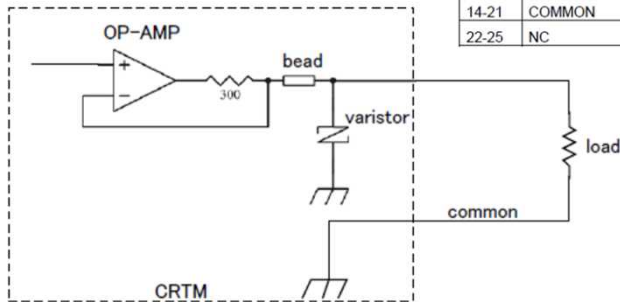 14-21 COMMON
22-25 NC
OP-AMP
+
-
300
bead
varistor
load
common
CRTM